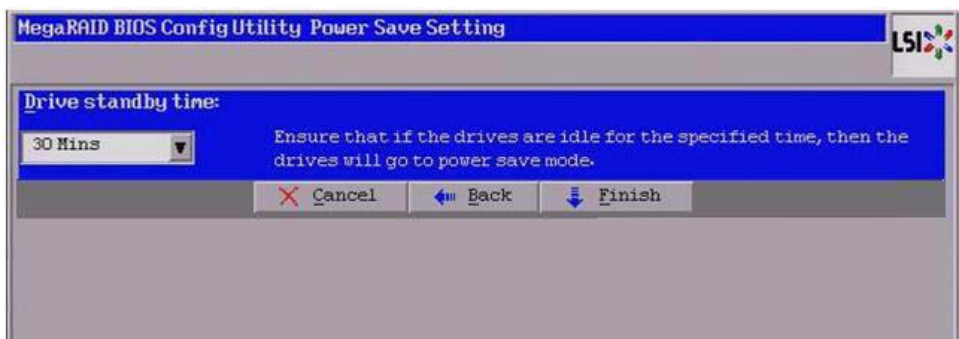 MegaRAID BIOS Config Utility Power Save Setting
LSI
Drive standby time:
30 Mins
Ensure that if the drives are idle for the specified time, then the
drives will go to power save mode.
Cancel
Back
Finish